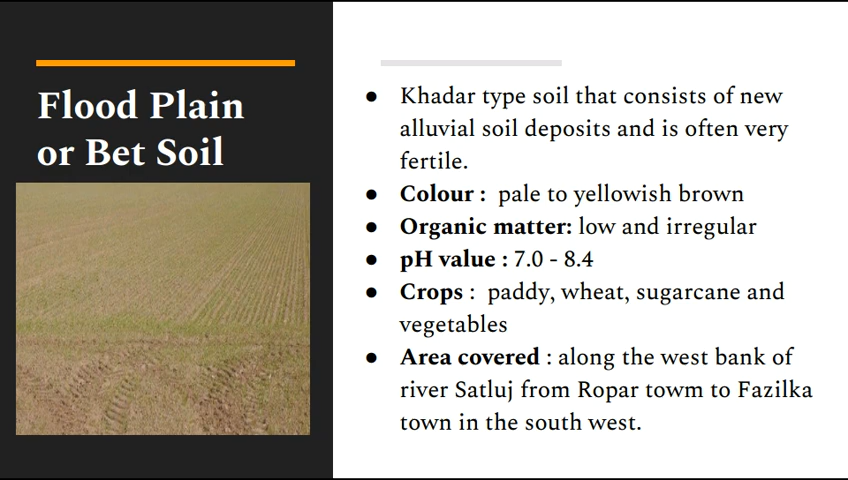 Flood Plain
or Bet Soil
● Khadar type soil that consists of new
alluvial soil deposits and is often very
fertile.
● Colour : pale to yellowish brown
● Organic matter: low and irregular
● pH value : 7.0 - 8.4
● Crops : paddy, wheat, sugarcane and
vegetables
● Area covered : along the west bank of
river Satluj from Ropar towm to Fazilka
town in the south west.